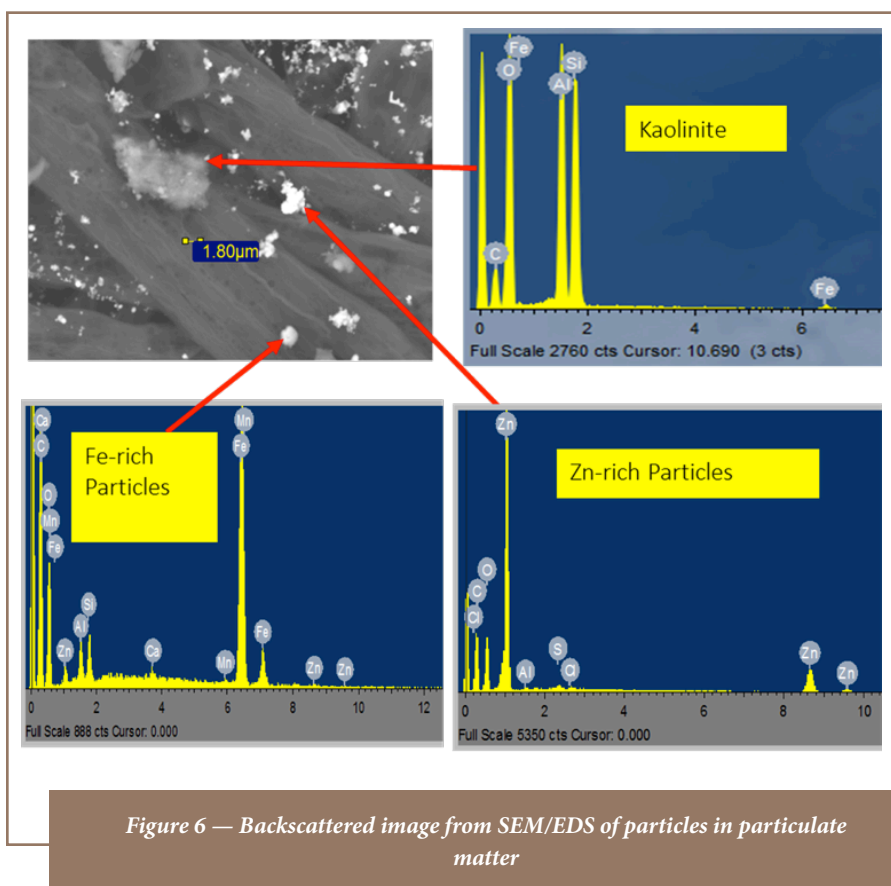 1.80µm
Fe
O
Si
Al
Kaolinite
C
Fe
0 2 4 6
Full Scale 2760 cts Cursor: 10.690 (3 cts)
Ca
C
O
Mn
Fe
Fe-rich
Particles
Mn
Fe
Zn
Al
Si
Ca
Mn
Fe
Zn
Zn
0 2 4 6 8 10 12
Full Scale 888 cts Cursor: 0.000
Zn
Zn-rich Particles
O
C
Cl
Al
S
Cl
Zn
Zn
0 2 4 6 8 10
Full Scale 5350 cts Cursor: 0.000
Figure 6 — Backscattered image from SEM/EDS of particles in particulate
matter